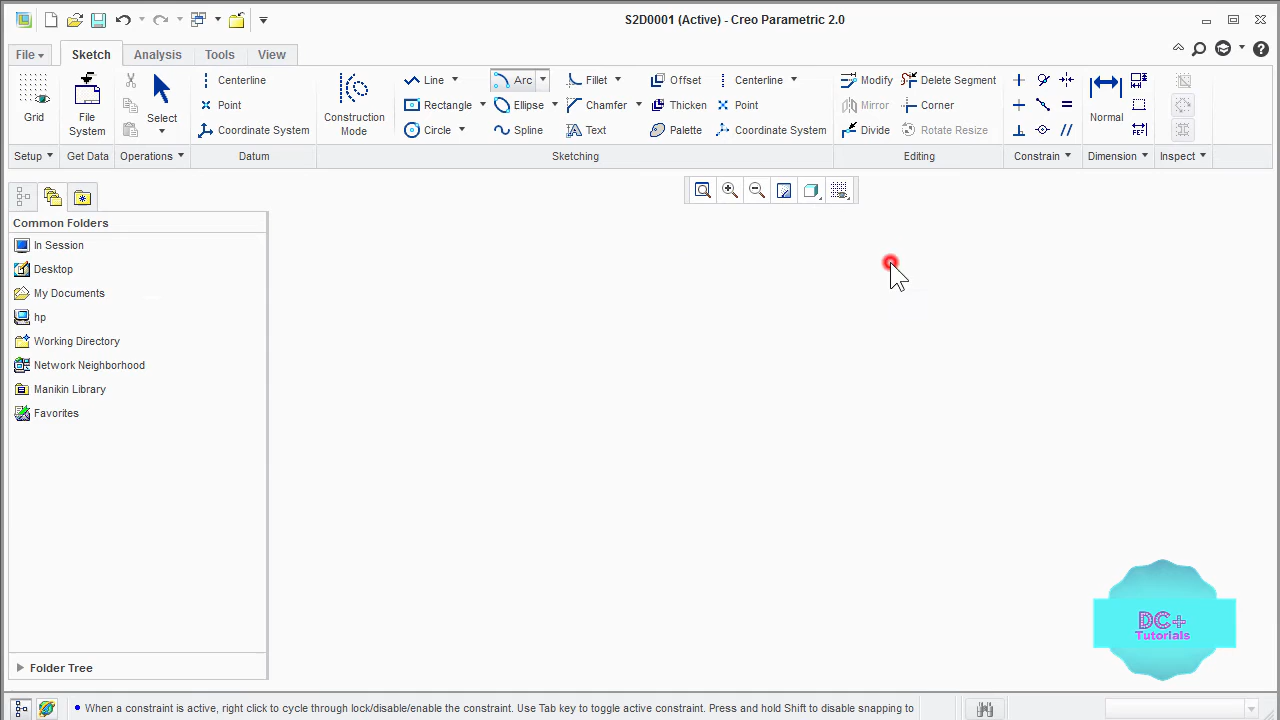 S2D0001 (Active) - Creo Parametric 2.0
File Sketch Analysis Tools View
Grid
File System
Select
Centerline
Point
Coordinate System
Construction Mode
Line Arc Fillet Offset Centerline
Rectangle Ellipse Chamfer Thicken Point
Circle Spline Text Palette Coordinate System
Modify Delete Segment
Mirror Corner
Divide Rotate Resize
Normal
Setup Get Data Operations Datum Sketching Editing Constrain Dimension Inspect
Common Folders
In Session
Desktop
My Documents
hp
Working Directory
Network Neighborhood
Manikin Library
Favorites
Folder Tree
DC+
Tutorials
When a constraint is active, right click to cycle through lock/disable/enable the constraint. Use Tab key to toggle active constraint. Press and hold Shift to disable snapping to